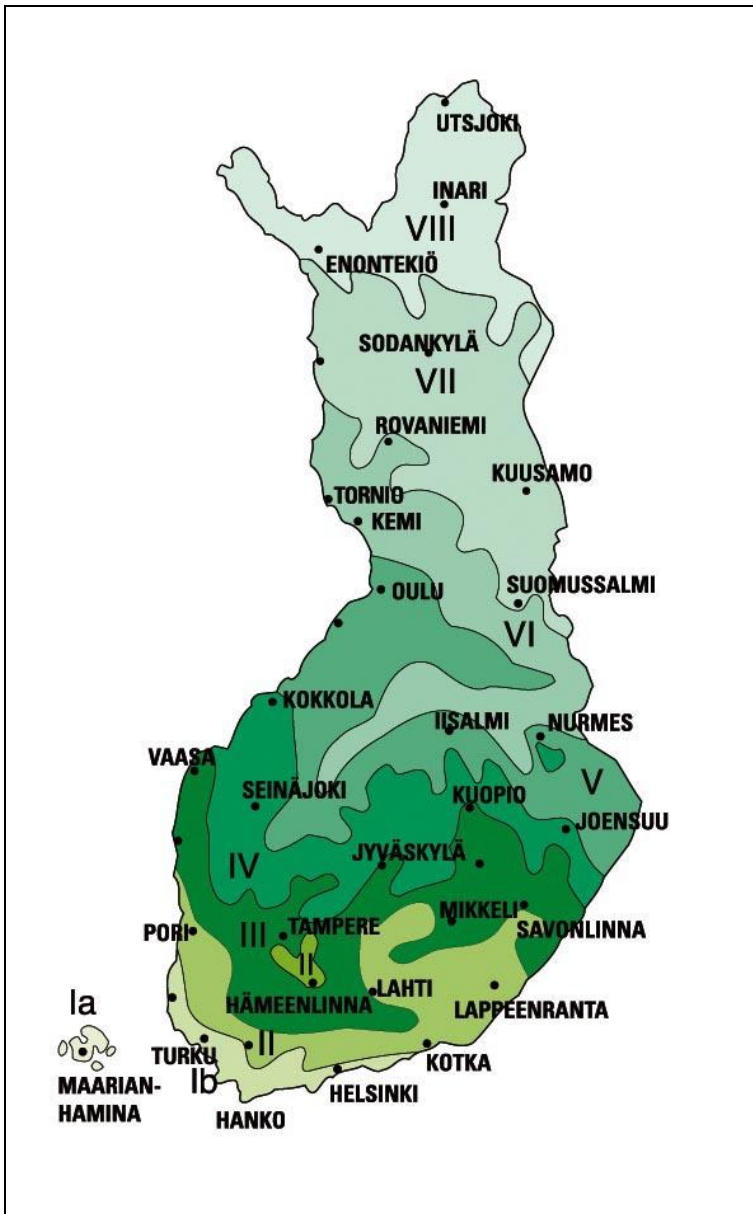 UTSJOKI
INARI
VIII
ENONTEKIÖ
SODANKYLÄ
VII
ROVANIEMI
KUUSAMO
TORNIO
KEMI
OULU
SUOMUSSALMI
VI
KOKKOLA
IISALMI
NURMES
VAASA
SEINÄJOKI
KUOPIO
V
JOENSUU
JYVÄSKYLÄ
IV
MIKKELI
PORI
III
TAMPERE
SAVONLINNA
II
HÄMEENLINNA
LAHTI
LAPPEENRANTA
Ia
TURKU
II
KOTKA
MAARIAN-
HAMINA
Ib
HELSINKI
HANKO